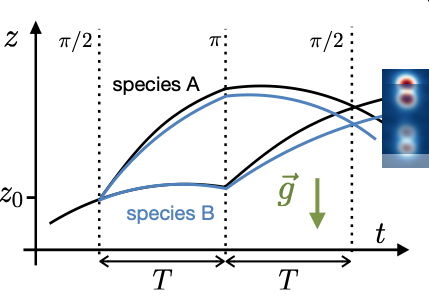 z
π/2
π
π/2
species A
z₀
species B
g⃗
t
T
T